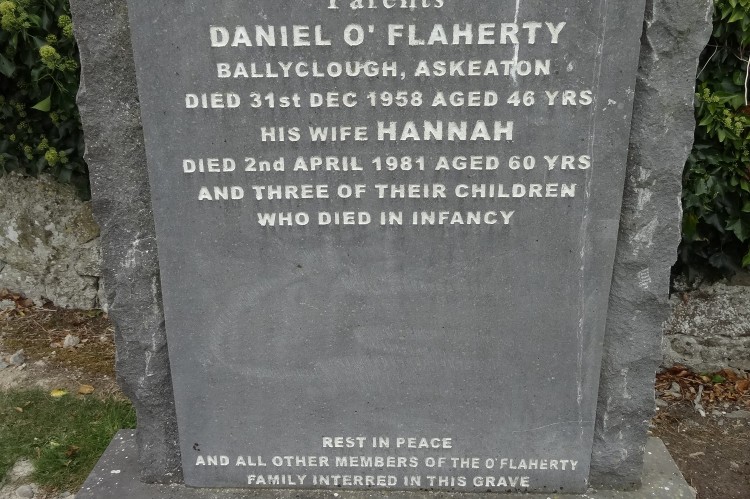 Parents
DANIEL O' FLAHERTY
BALLYCLOUGH, ASKEATON
DIED 31st DEC 1958 AGED 46 YRS
HIS WIFE HANNAH
DIED 2nd APRIL 1981 AGED 60 YRS
AND THREE OF THEIR CHILDREN
WHO DIED IN INFANCY
REST IN PEACE
AND ALL OTHER MEMBERS OF THE O'FLAHERTY
FAMILY INTERRED IN THIS GRAVE